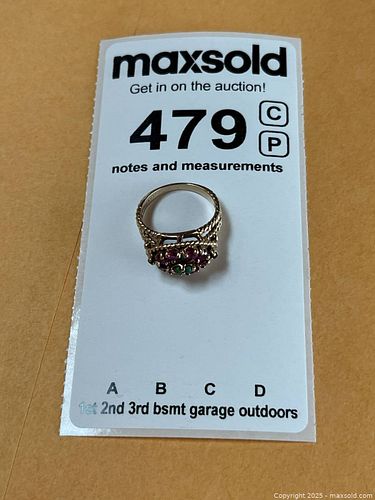 maxsold
Get in on the auction!
479 C
P
notes and measurements
A B C D
1st 2nd 3rd bsmt garage outdoors
Copyright 2025 - maxsold.com